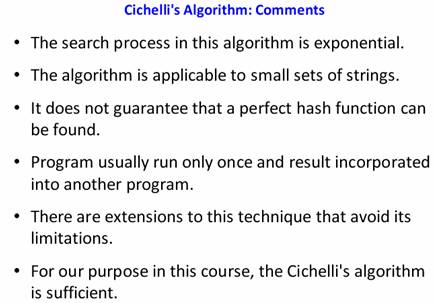 Cichelli's Algorithm: Comments
• The search process in this algorithm is exponential.
• The algorithm is applicable to small sets of strings.
• It does not guarantee that a perfect hash function can
be found.
• Program usually run only once and result incorporated
into another program.
• There are extensions to this technique that avoid its
limitations.
• For our purpose in this course, the Cichelli's algorithm
is sufficient.